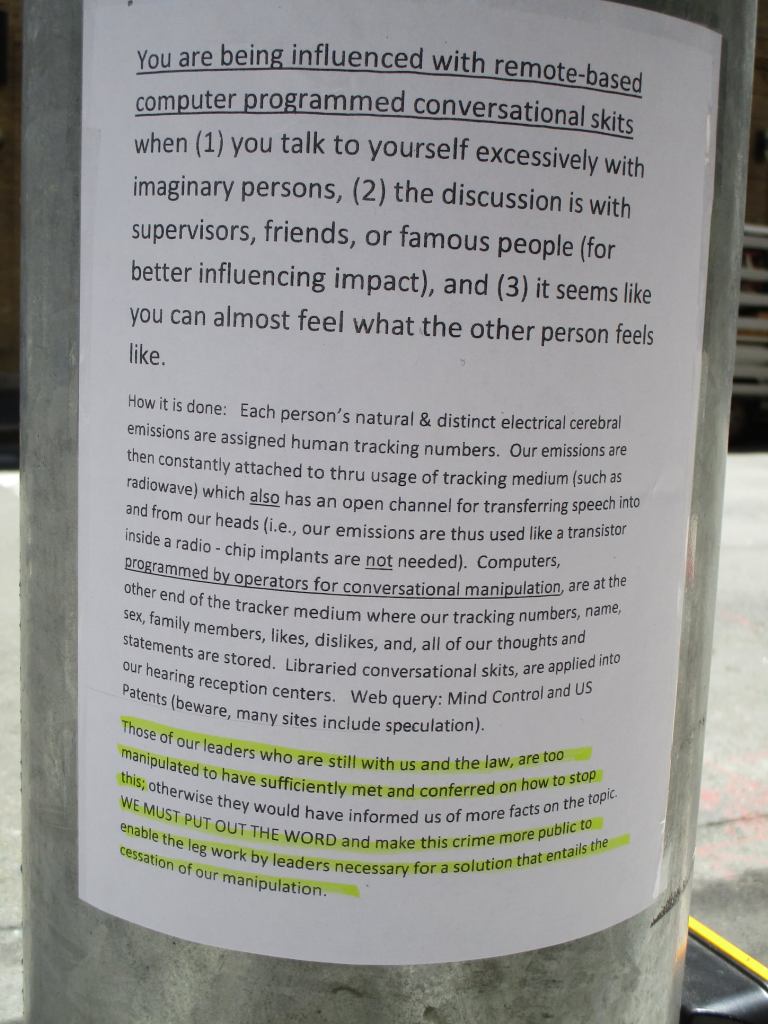 You are being influenced with remote-based
computer programmed conversational skits
when (1) you talk to yourself excessively with
imaginary persons, (2) the discussion is with
supervisors, friends, or famous people (for
better influencing impact), and (3) it seems like
you can almost feel what the other person feels
like.
How it is done: Each person's natural & distinct electrical cerebral
emissions are assigned human tracking numbers. Our emissions are
then constantly attached to thru usage of tracking medium (such as
radiowave) which also has an open channel for transferring speech into
and from our heads (i.e., our emissions are thus used like a transistor
inside a radio - chip implants are not needed). Computers,
programmed by operators for conversational manipulation, are at the
other end of the tracker medium where our tracking numbers, name,
sex, family members, likes, dislikes, and, all of our thoughts and
statements are stored. Libraried conversational skits, are applied into
our hearing reception centers. Web query: Mind Control and US
Patents (beware, many sites include speculation).
Those of our leaders who are still with us and the law, are too
manipulated to have sufficiently met and conferred on how to stop
this; otherwise they would have informed us of more facts on the topic.
WE MUST PUT OUT THE WORD and make this crime more public to
enable the leg work by leaders necessary for a solution that entails the
cessation of our manipulation.